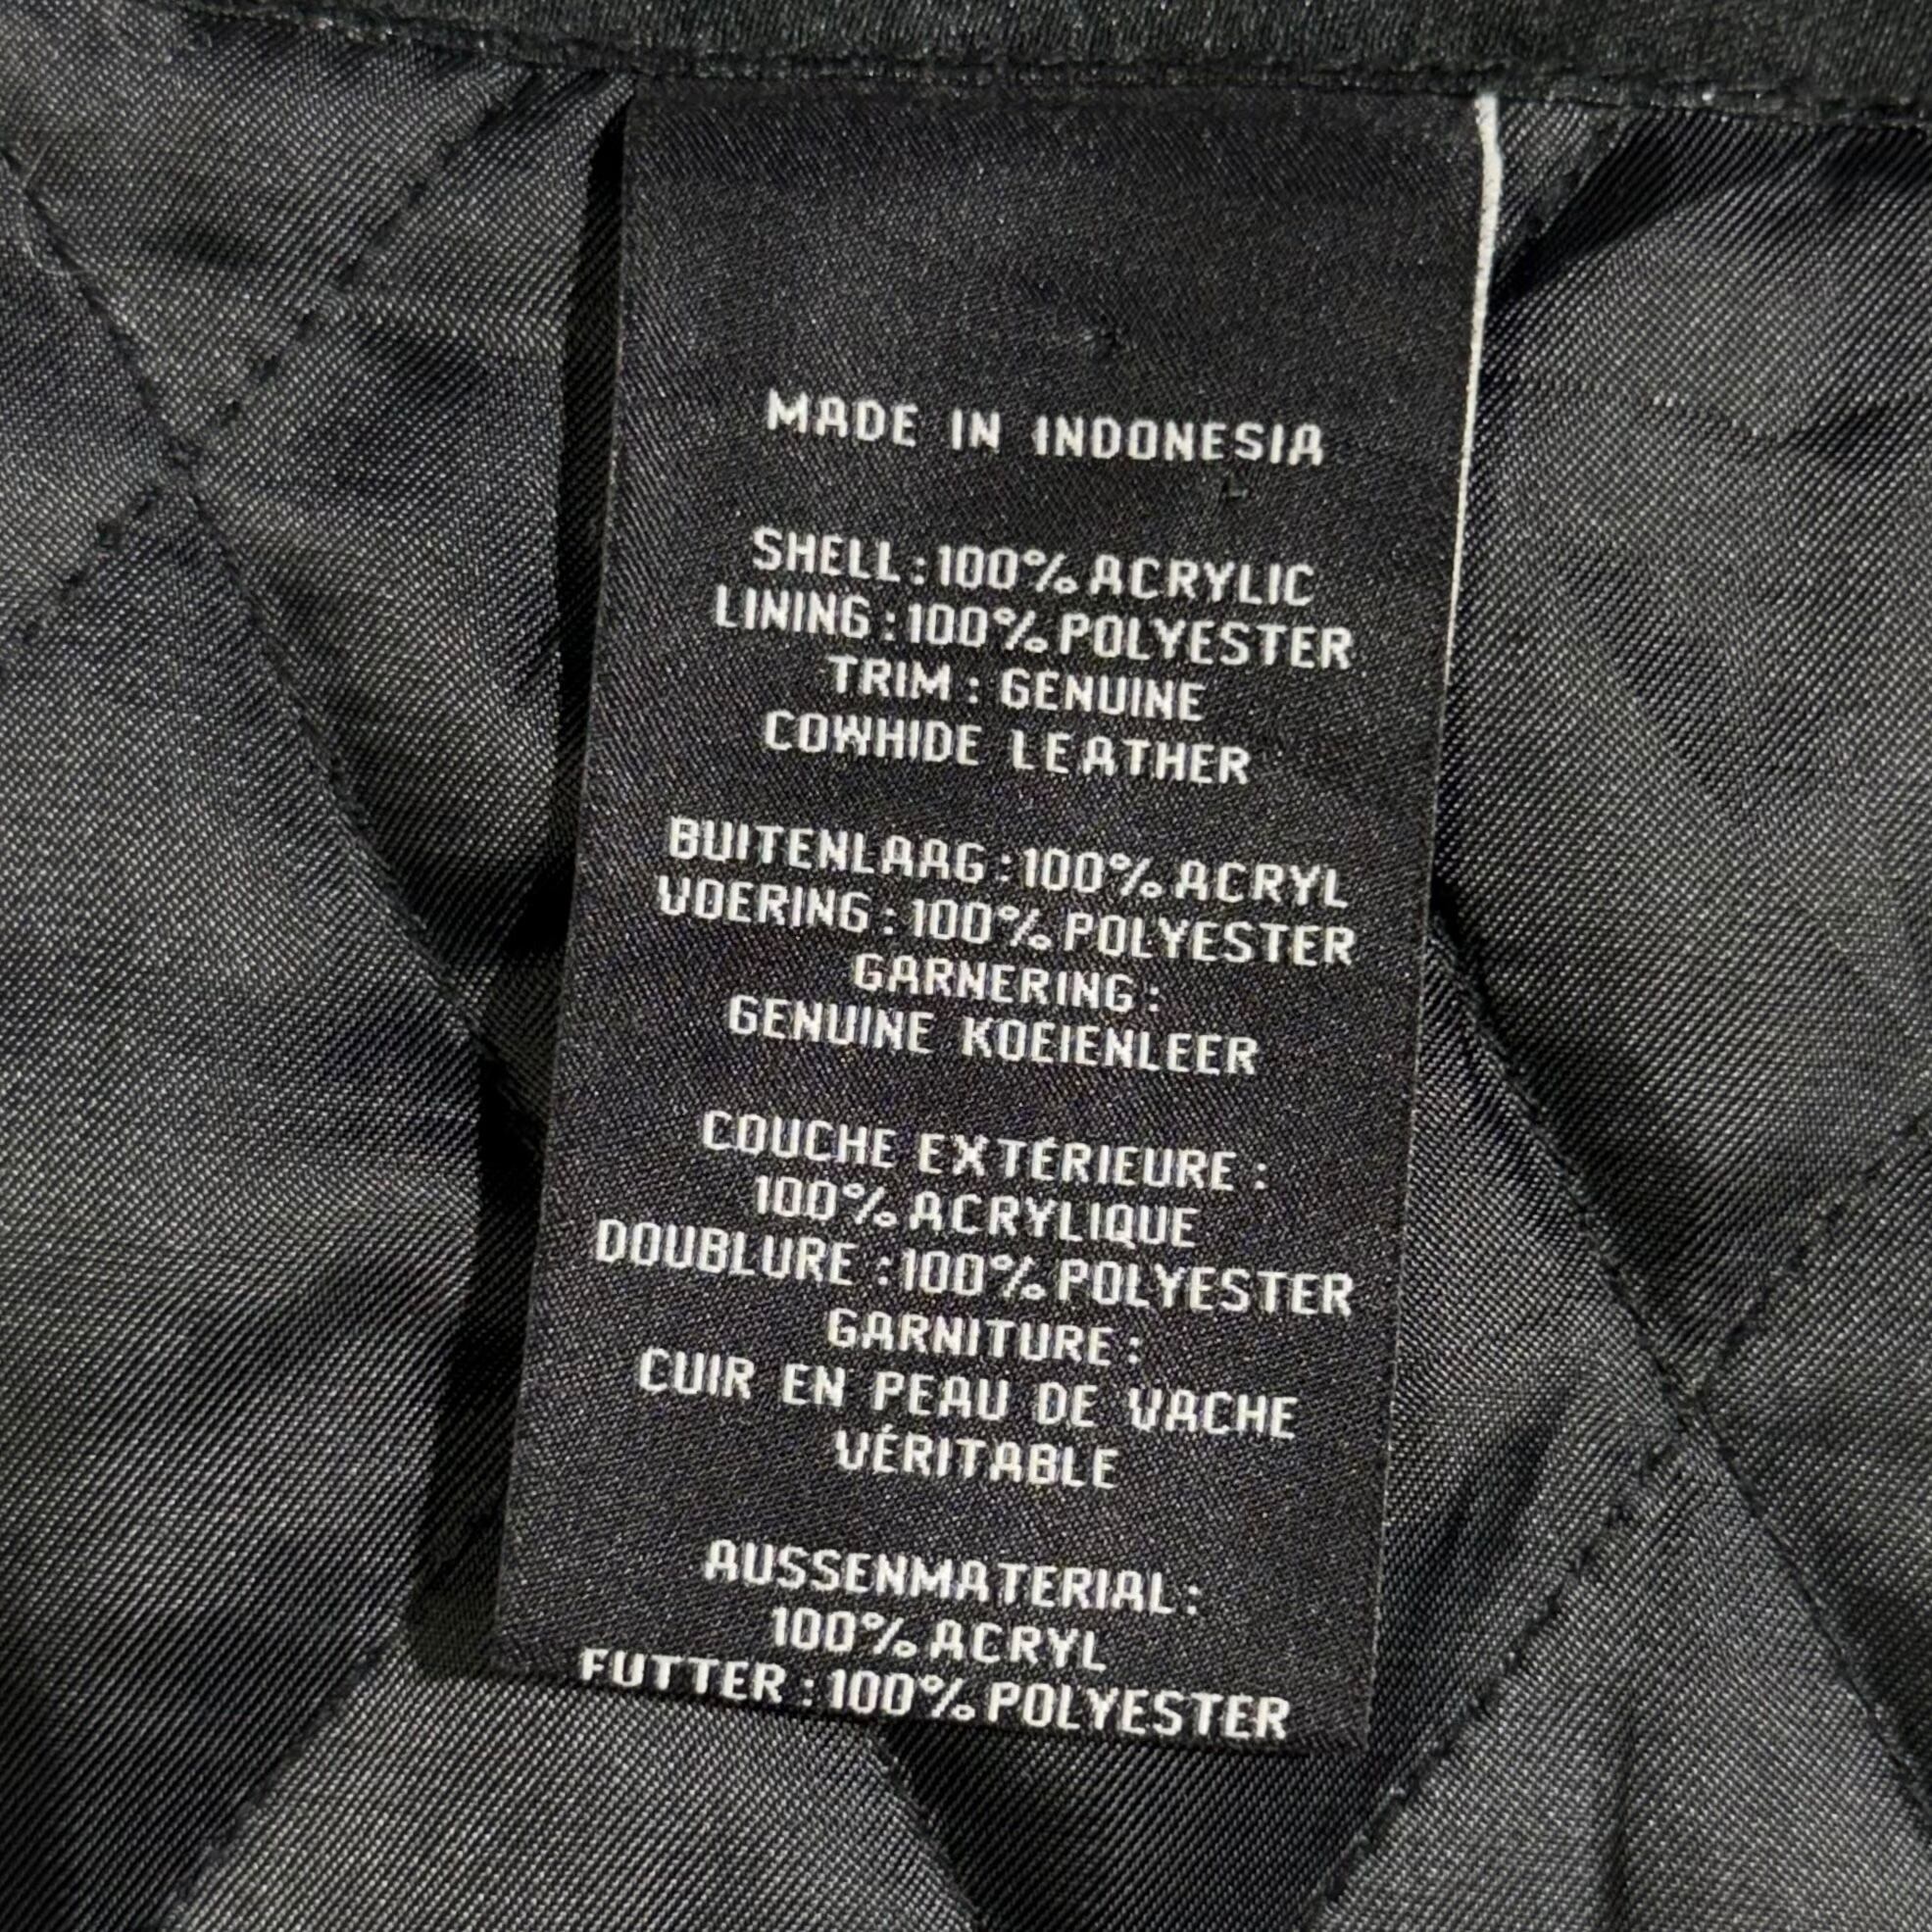 MADE IN INDONESIA
SHELL:100% ACRYLIC
LINING:100% POLYESTER
TRIM: GENUINE
COWHIDE LEATHER
BUITENLAAG:100% ACRYL
VOERING:100% POLYESTER
GARNERING:
GENUINE KOEIENLEER
COUCHE EXTÉRIEURE:
100% ACRYLIQUE
DOUBLURE:100% POLYESTER
GARNITURE:
CUIR EN PEAU DE VACHE
VÉRITABLE
AUSSENMATERIAL:
100% ACRYL
FUTTER:100% POLYESTER